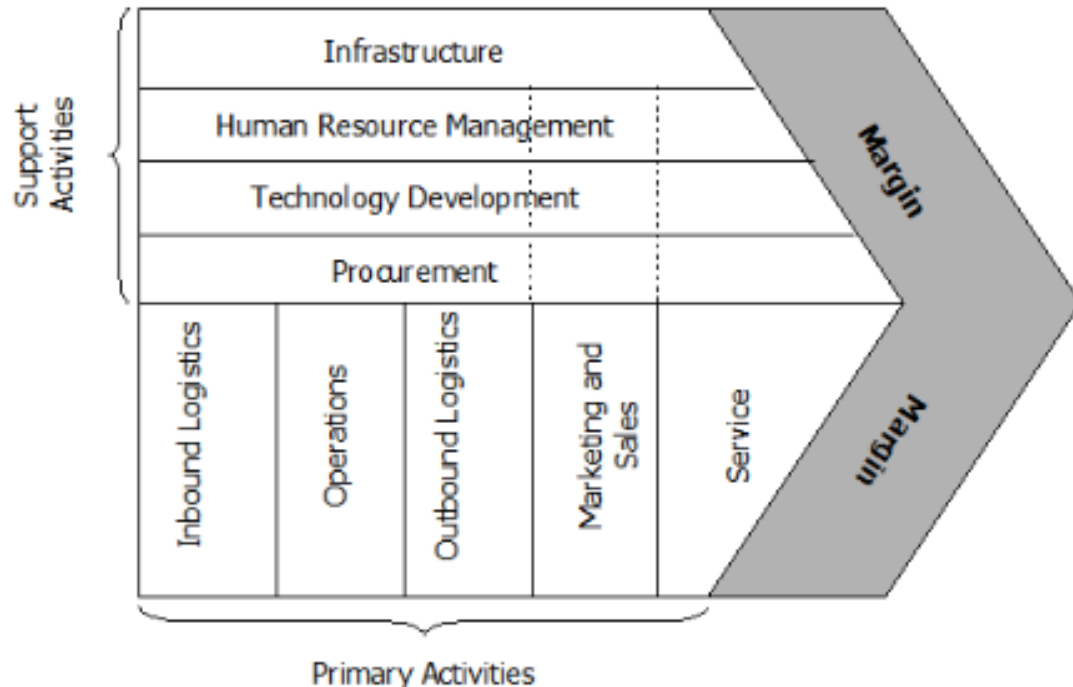 Infrastructure
Human Resource Management
Technology Development
Procurement
Support
Activities
Inbound Logistics
Operations
Outbound Logistics
Marketing and
Sales
Service
Margin
Margin
Primary Activities